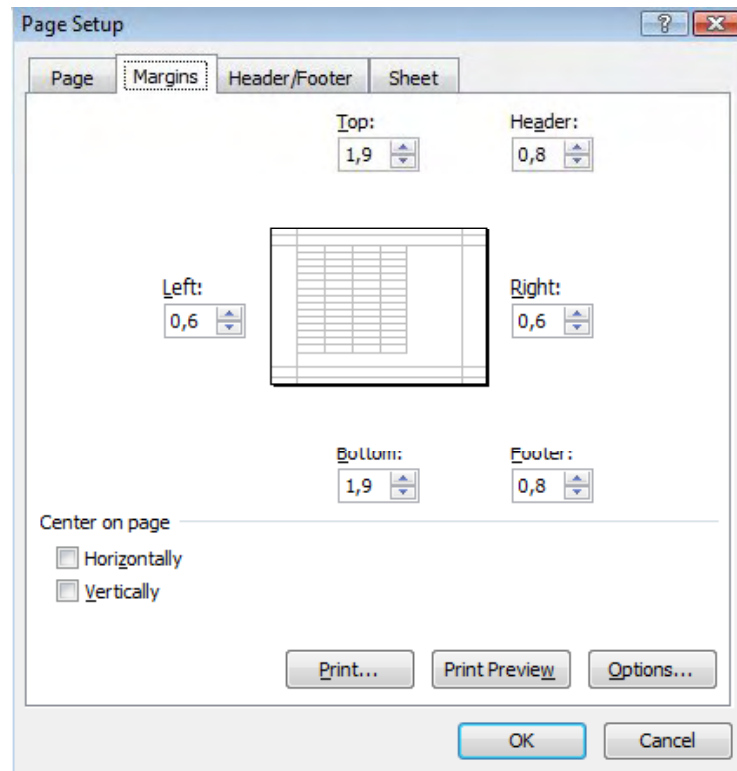 Page Setup
Page Margins Header/Footer Sheet
Top: Header:
1,9 0,8
Left: Right:
0,6 0,6
Bottom: Footer:
1,9 0,8
Center on page
Horizontally
Vertically
Print... Print Preview Options...
OK Cancel